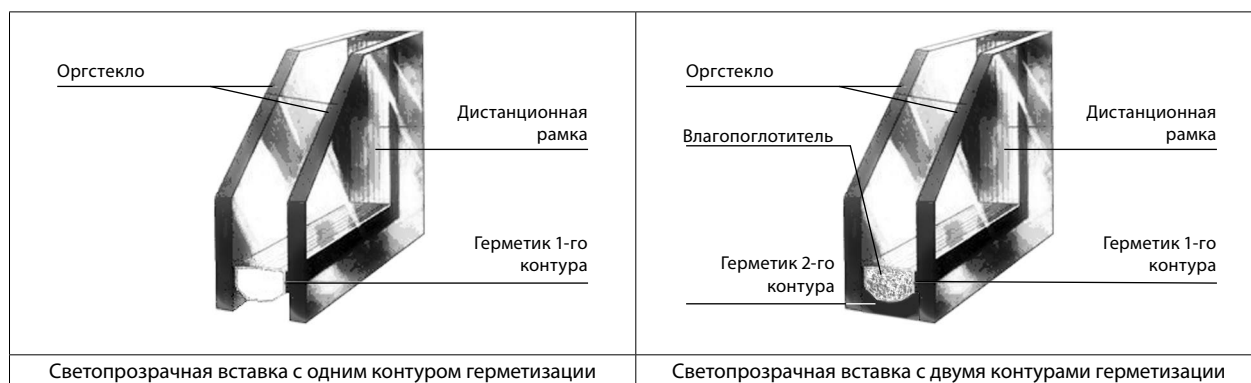 Оргстекло
Дистанционная
рамка
Герметик 1-го
контура
Светопрозрачная вставка с одним контуром герметизации
Оргстекло
Влагопоглотитель
Дистанционная
рамка
Герметик 2-го
контура
Герметик 1-го
контура
Светопрозрачная вставка с двумя контурами герметизации